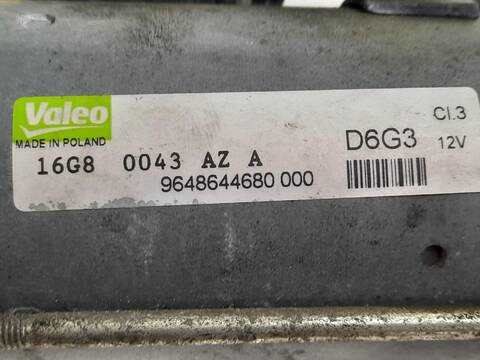 Valeo
MADE IN POLAND
16G8 0043 AZ A
9648644680 000
D6G3
Cl.3
12V